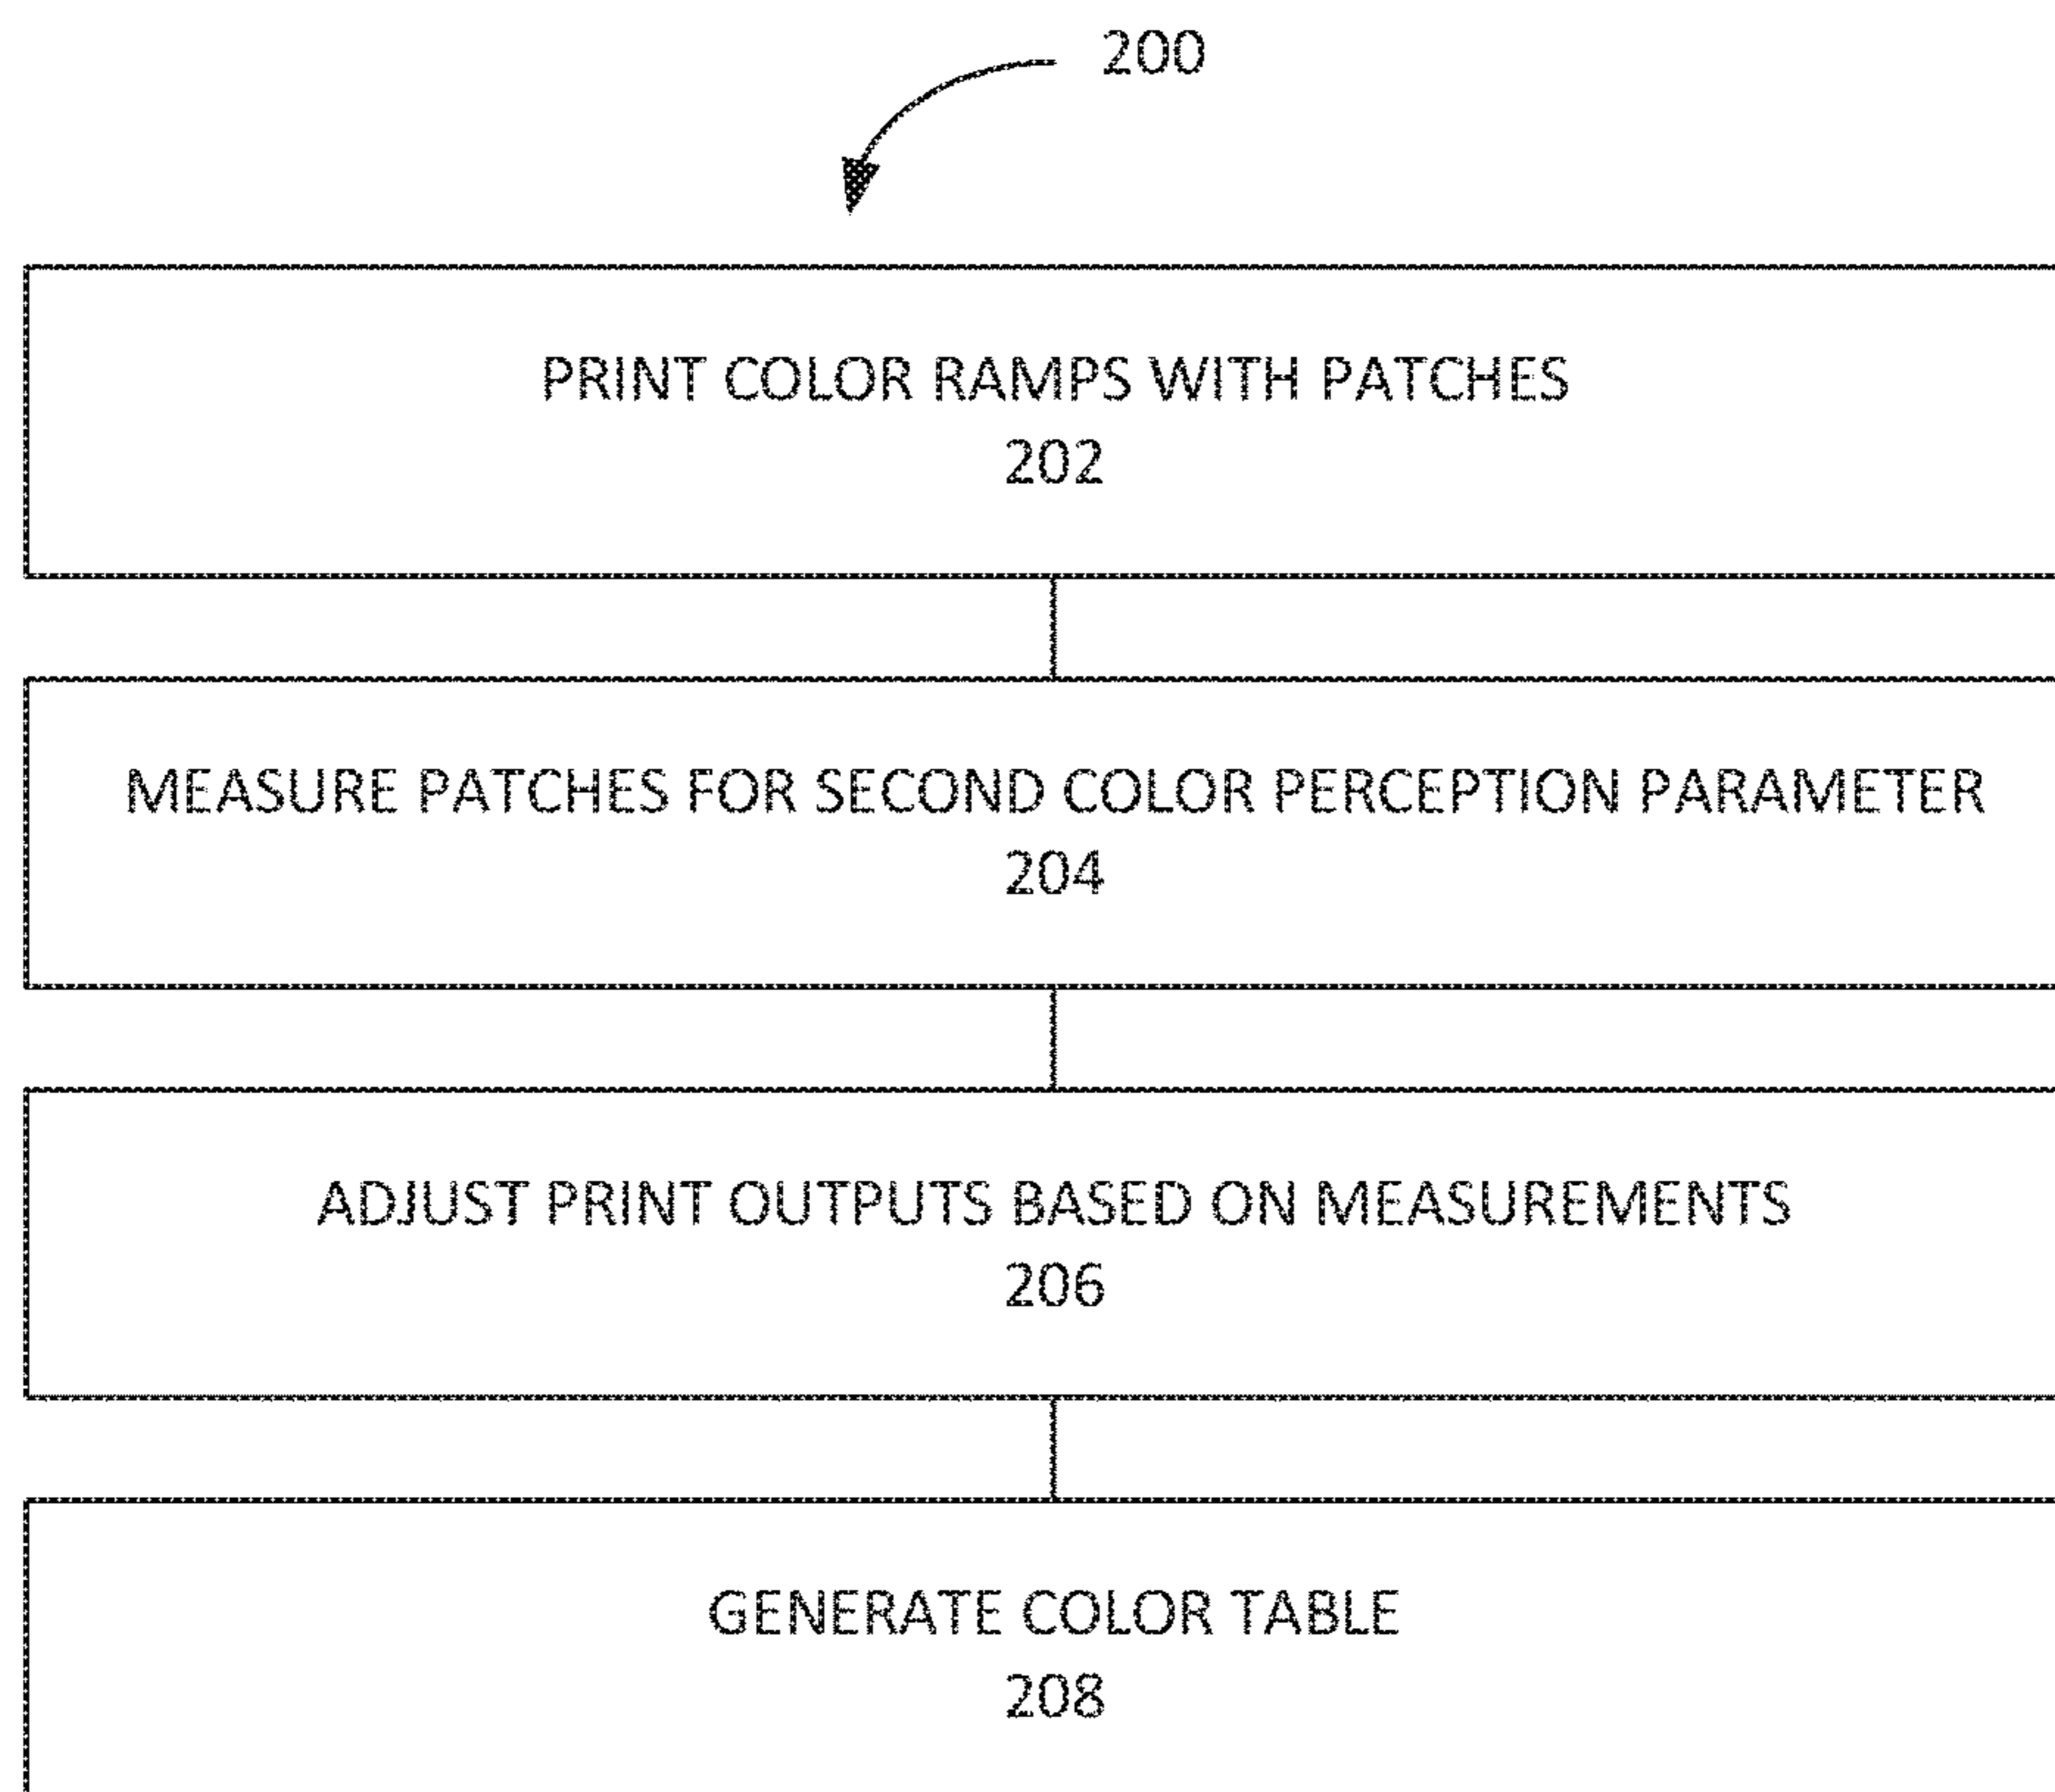 200
PRINT COLOR RAMPS WITH PATCHES
202
MEASURE PATCHES FOR SECOND COLOR PERCEPTION PARAMETER
204
ADJUST PRINT OUTPUTS BASED ON MEASUREMENTS
206
GENERATE COLOR TABLE
208